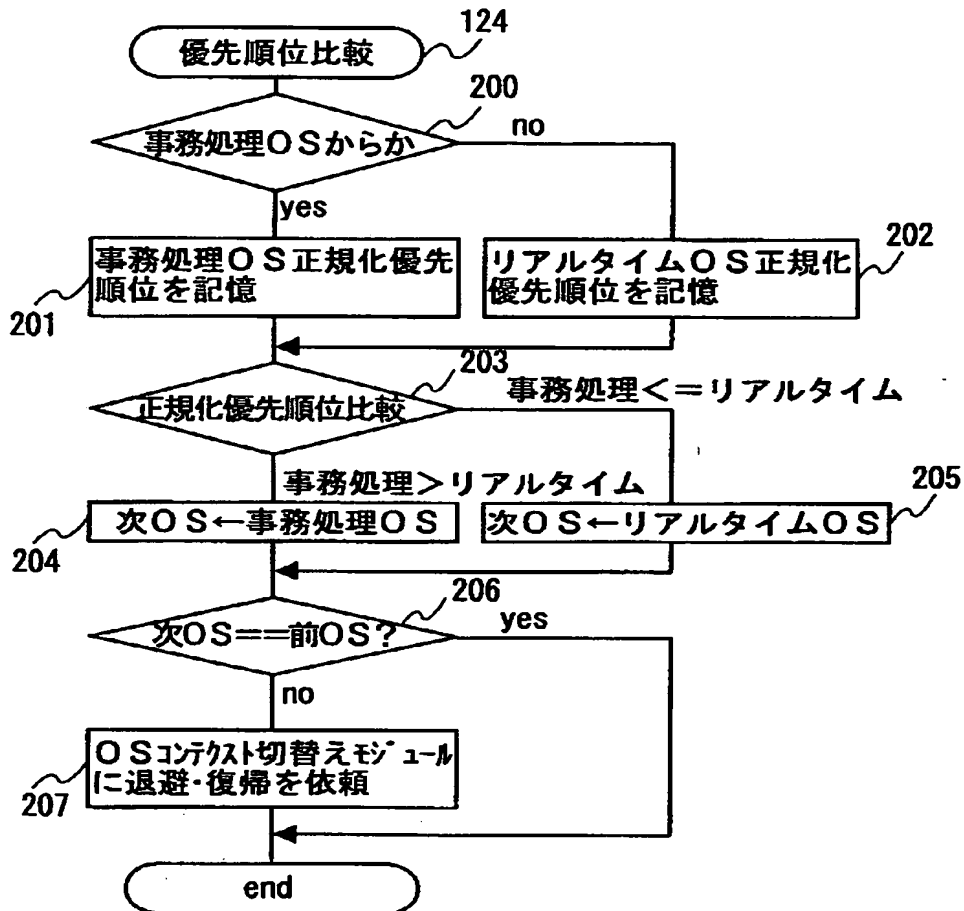 優先順位比較
124
200
事務処理OSからか
no
yes
事務処理OS正規化優先
順位を記憶
201
リアルタイムOS正規化
優先順位を記憶
202
203
正規化優先順位比較
事務処理<=リアルタイム
事務処理>リアルタイム
次OS←事務処理OS
204
次OS←リアルタイムOS
205
206
次OS==前OS?
yes
no
OSコンテクスト切替えモジュール
に退避・復帰を依頼
207
end